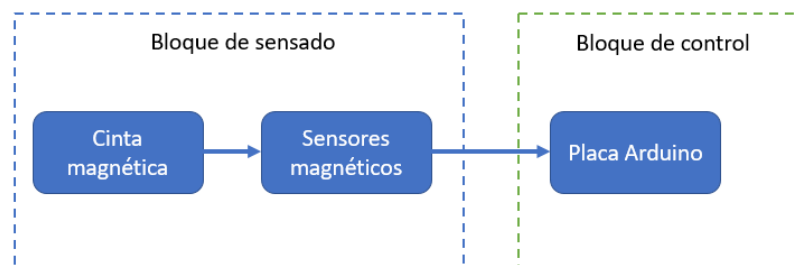 Bloque de sensado
Bloque de control
Cinta
magnética
Sensores
magnéticos
Placa Arduino